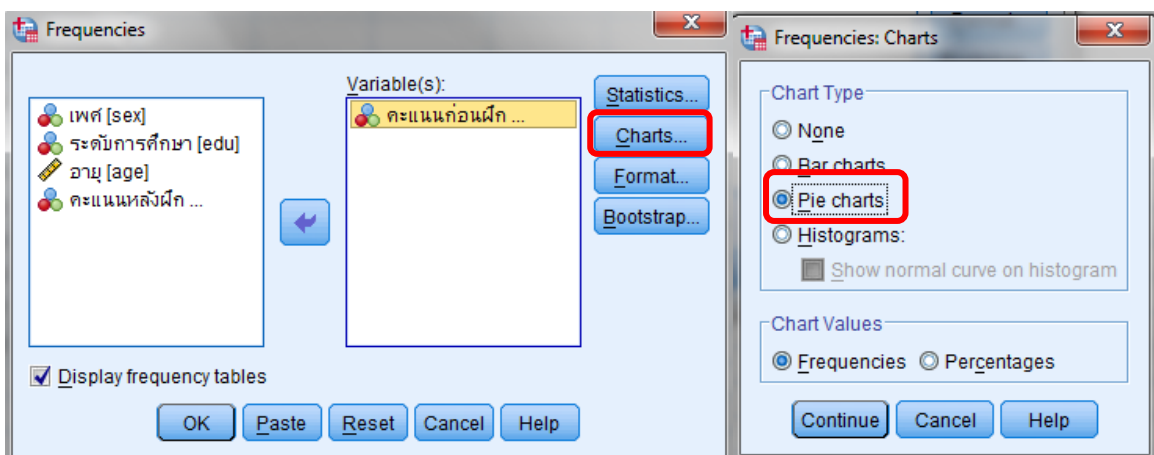 Frequencies
Variable(s):
เพศ [sex]
ระดับการศึกษา [edu]
อายุ [age]
คะแนนหลังฝึก ...
คะแนนก่อนฝึก ...
Statistics...
Charts...
Format...
Bootstrap...
Display frequency tables
OK
Paste
Reset
Cancel
Help
Frequencies: Charts
Chart Type
None
Bar charts
Pie charts
Histograms:
Show normal curve on histogram
Chart Values
Frequencies
Percentages
Continue
Cancel
Help